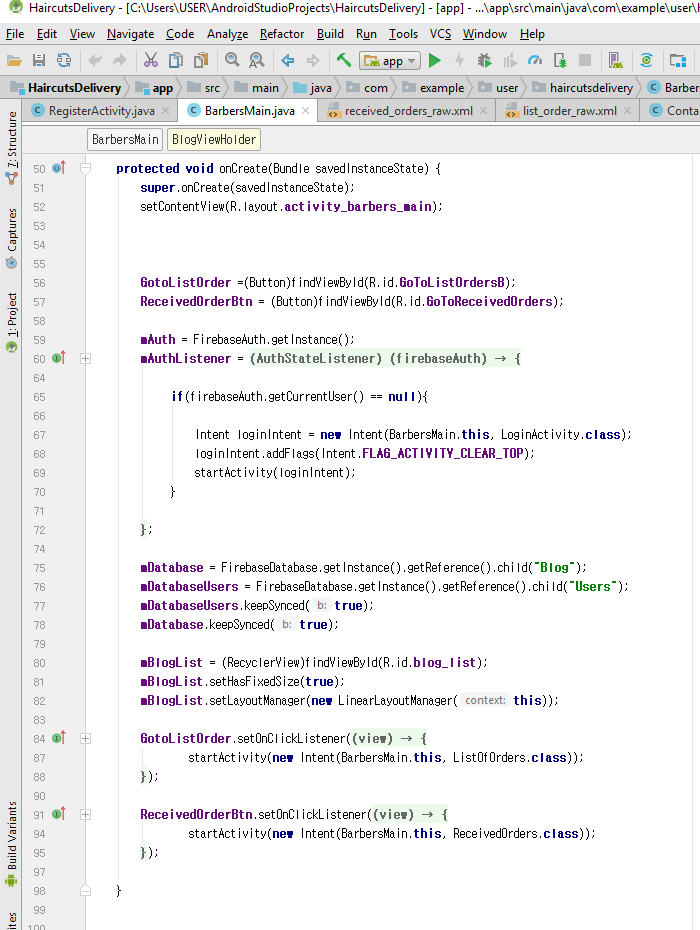 HaircutsDelivery - [C:\Users\USER\AndroidStudioProjects\HaircutsDelivery] - [app] - ...\app\src\main\java\com\example\user\
File Edit View Navigate Code Analyze Refactor Build Run Tools VCS Window Help
app
HaircutsDelivery app src main java com example user haircutsdelivery Barber
RegisterActivity.java BarbersMain.java received_orders_raw.xml list_order_raw.xml Conta
BarbersMain BlogViewHolder
7: Structure
Captures
1: Project
Build Variants
ites
50 protected void onCreate(Bundle savedInstanceState) {
51 super.onCreate(savedInstanceState);
52 setContentView(R.layout.activity_barbers_main);
53
54
55
56 GotoListOrder =(Button)findViewById(R.id.GoToListOrdersB);
57 ReceivedOrderBtn = (Button)findViewById(R.id.GoToReceivedOrders);
58
59 mAuth = FirebaseAuth.getInstance();
60 mAuthListener = (AuthStateListener) (firebaseAuth) → {
64
65 if(firebaseAuth.getCurrentUser() == null){
66
67 Intent loginIntent = new Intent(BarbersMain.this, LoginActivity.class);
68 loginIntent.addFlags(Intent.FLAG_ACTIVITY_CLEAR_TOP);
69 startActivity(loginIntent);
70 }
71
72 };
74
75 mDatabase = FirebaseDatabase.getInstance().getReference().child("Blog");
76 mDatabaseUsers = FirebaseDatabase.getInstance().getReference().child("Users");
77 mDatabaseUsers.keepSynced( b: true);
78 mDatabase.keepSynced( b: true);
79
80 mBlogList = (RecyclerView)findViewById(R.id.blog_list);
81 mBlogList.setHasFixedSize(true);
82 mBlogList.setLayoutManager(new LinearLayoutManager( context: this));
83
84 GotoListOrder.setOnClickListener((view) → {
87 startActivity(new Intent(BarbersMain.this, ListOfOrders.class));
88 });
90
91 ReceivedOrderBtn.setOnClickListener((view) → {
94 startActivity(new Intent(BarbersMain.this, ReceivedOrders.class));
95 });
97
98 }
99
100